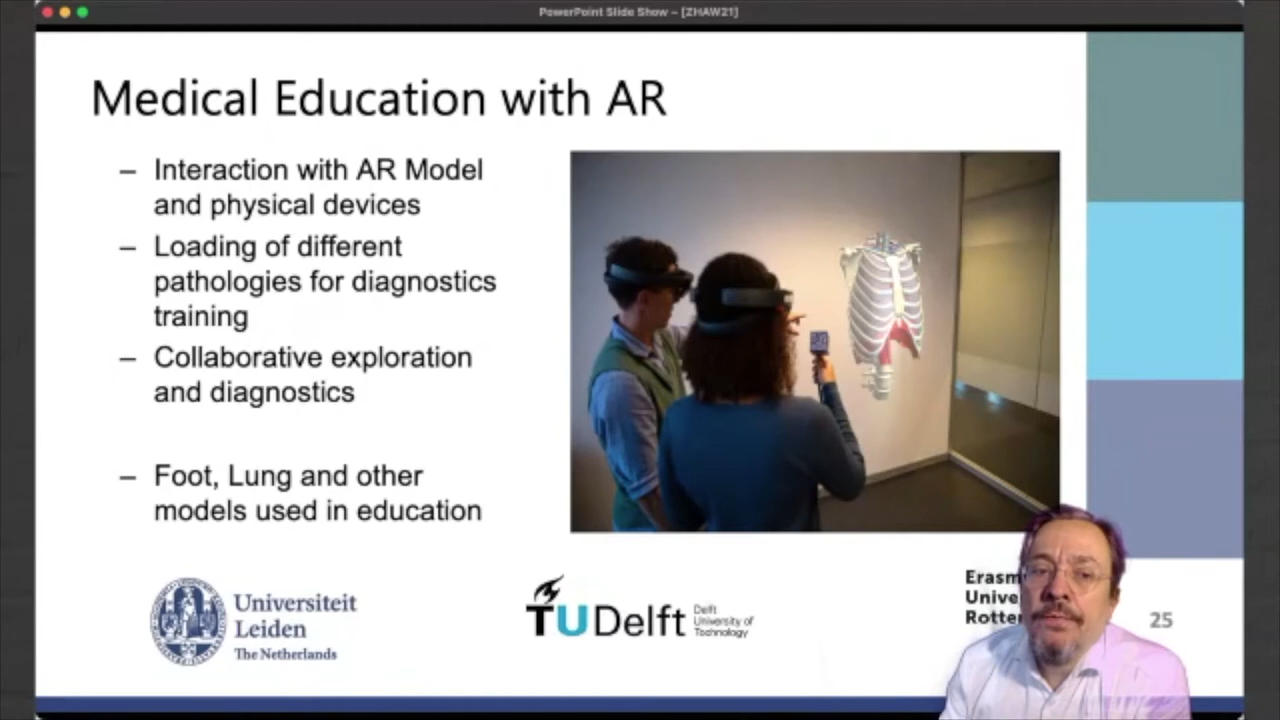 PowerPoint Slide Show – [ZHAW21]
Medical Education with AR
– Interaction with AR Model
and physical devices
– Loading of different
pathologies for diagnostics
training
– Collaborative exploration
and diagnostics
– Foot, Lung and other
models used in education
Universiteit
Leiden
The Netherlands
TUDelft
Delft
University of
Technology
Erasm
Unive
Rotter
25